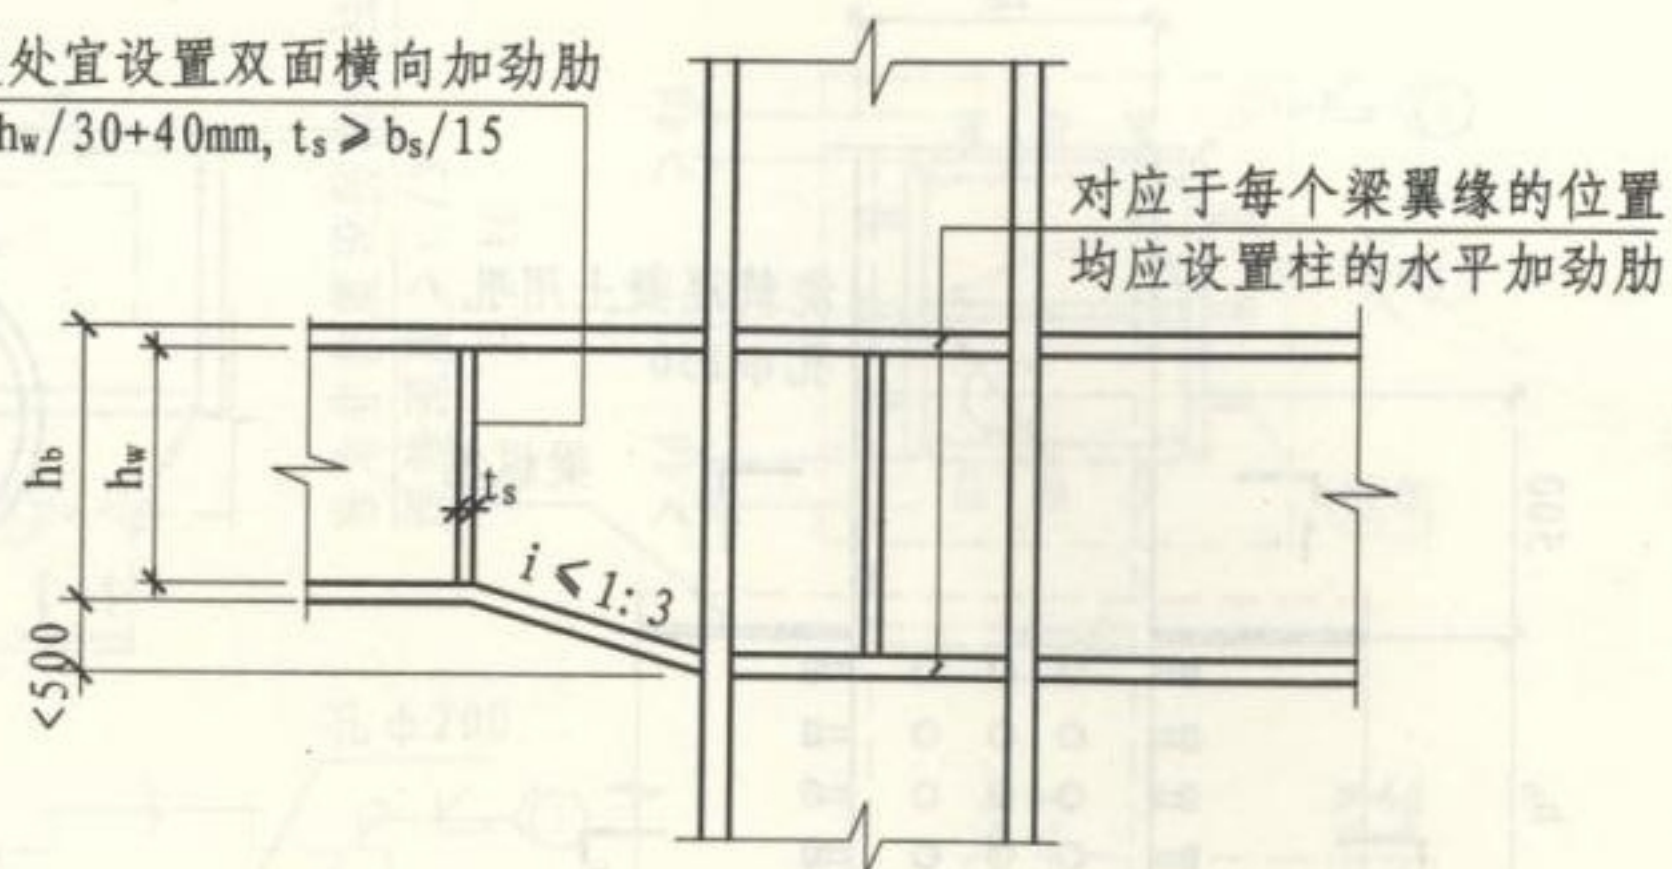 处宜设置双面横向加劲肋
hw/30+40mm, ts≥bs/15
对应于每个梁翼缘的位置
均应设置柱的水平加劲肋
hb
hw
ts
i≤1:3
<500